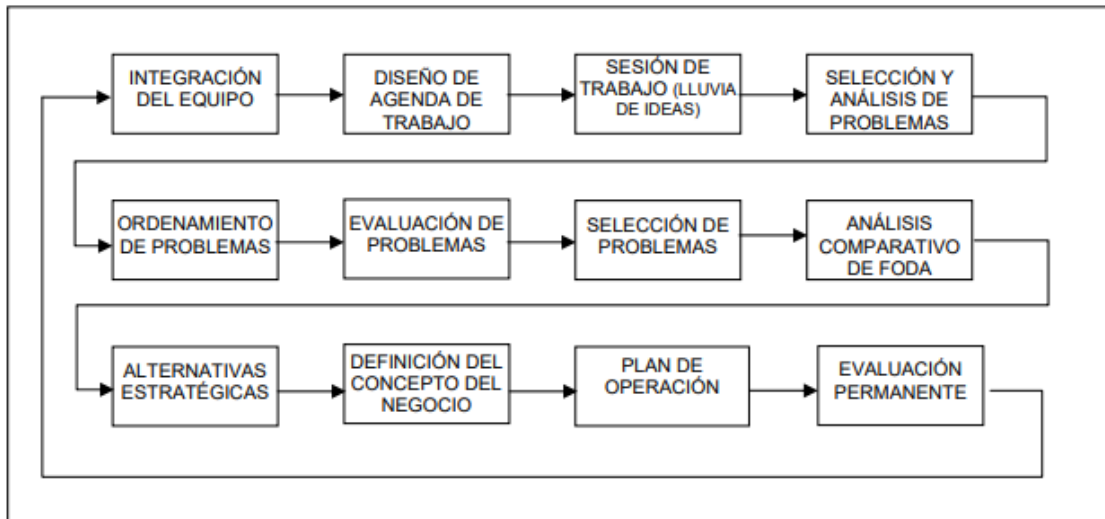 INTEGRACIÓN
DEL EQUIPO
DISEÑO DE
AGENDA DE
TRABAJO
SESIÓN DE
TRABAJO (LLUVIA
DE IDEAS)
SELECCIÓN Y
ANÁLISIS DE
PROBLEMAS
ORDENAMIENTO
DE PROBLEMAS
EVALUACIÓN DE
PROBLEMAS
SELECCIÓN DE
PROBLEMAS
ANÁLISIS
COMPARATIVO
DE FODA
ALTERNATIVAS
ESTRATÉGICAS
DEFINICIÓN DEL
CONCEPTO DEL
NEGOCIO
PLAN DE
OPERACIÓN
EVALUACIÓN
PERMANENTE